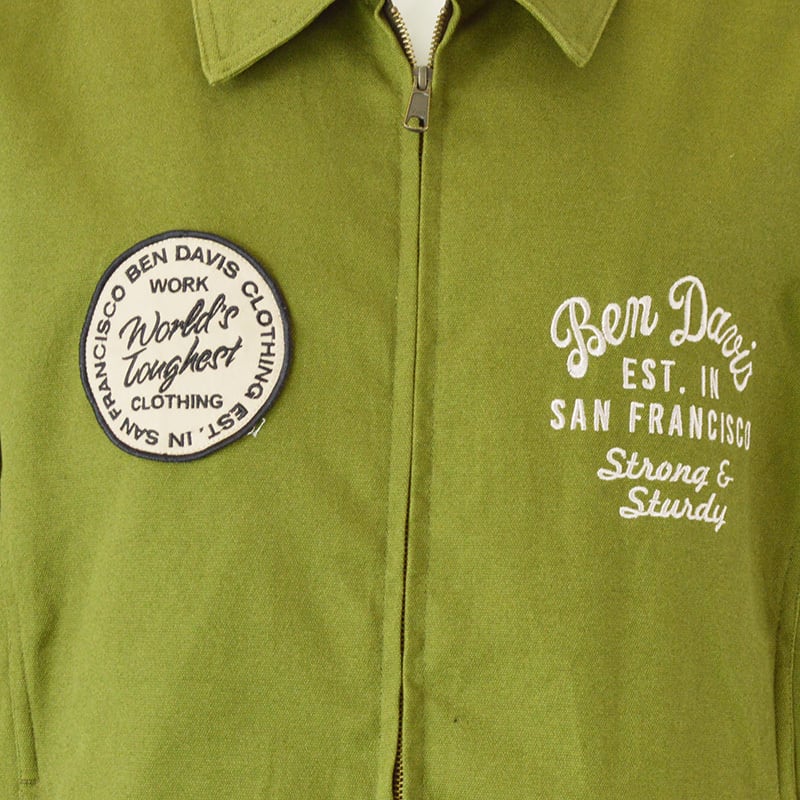 BEN DAVIS CLOTHING EST. IN SAN FRANCISCO
WORK
World's
Toughest
CLOTHING
Ben Davis
EST. IN
SAN FRANCISCO
Strong &
Sturdy